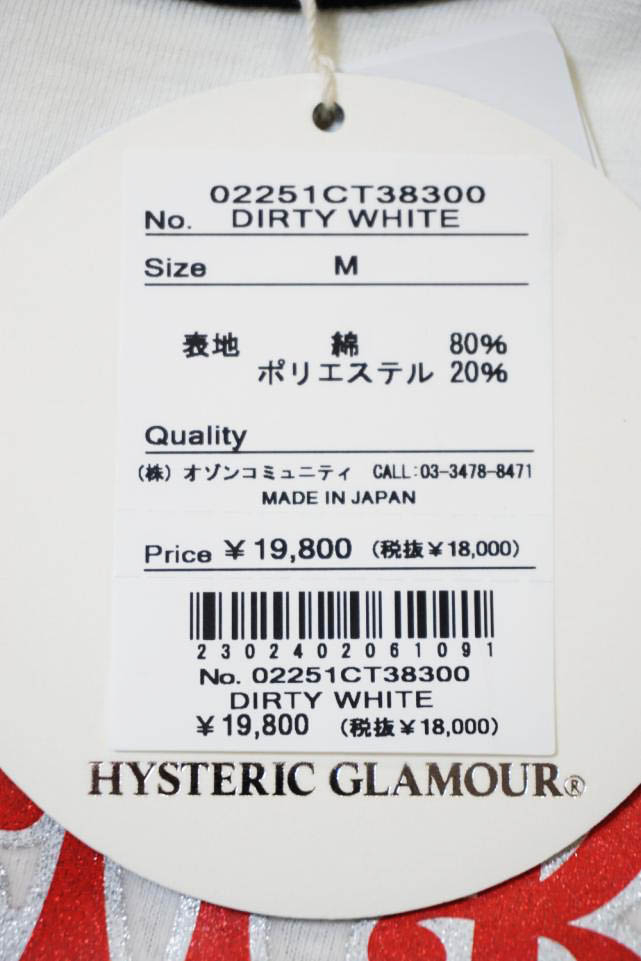 02251CT38300
No. DIRTY WHITE
Size M
表地 綿 80%
ポリエステル 20%
Quality
(株) オゾンコミュニティ CALL:03-3478-8471
MADE IN JAPAN
Price ¥19,800 (税抜¥18,000)
2302402061091
No. 02251CT38300
DIRTY WHITE
¥19,800 (税抜¥18,000)
HYSTERIC GLAMOUR®